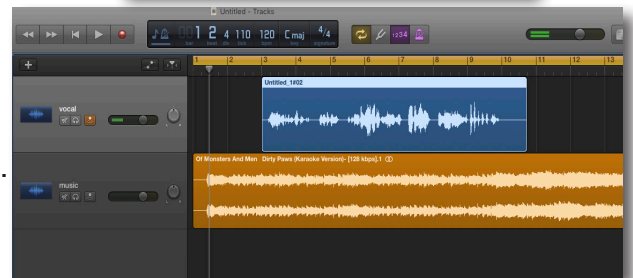 Untitled - Tracks
001 2 4 110 120 C maj 4/4
bar beat div tick bpm key signature
1234
1 2 3 4 5 6 7 8 9 10 11 12 13
Untitled_1#02
vocal
Of Monsters And Men Dirty Paws (Karaoke Version)- [128 kbps].1
music